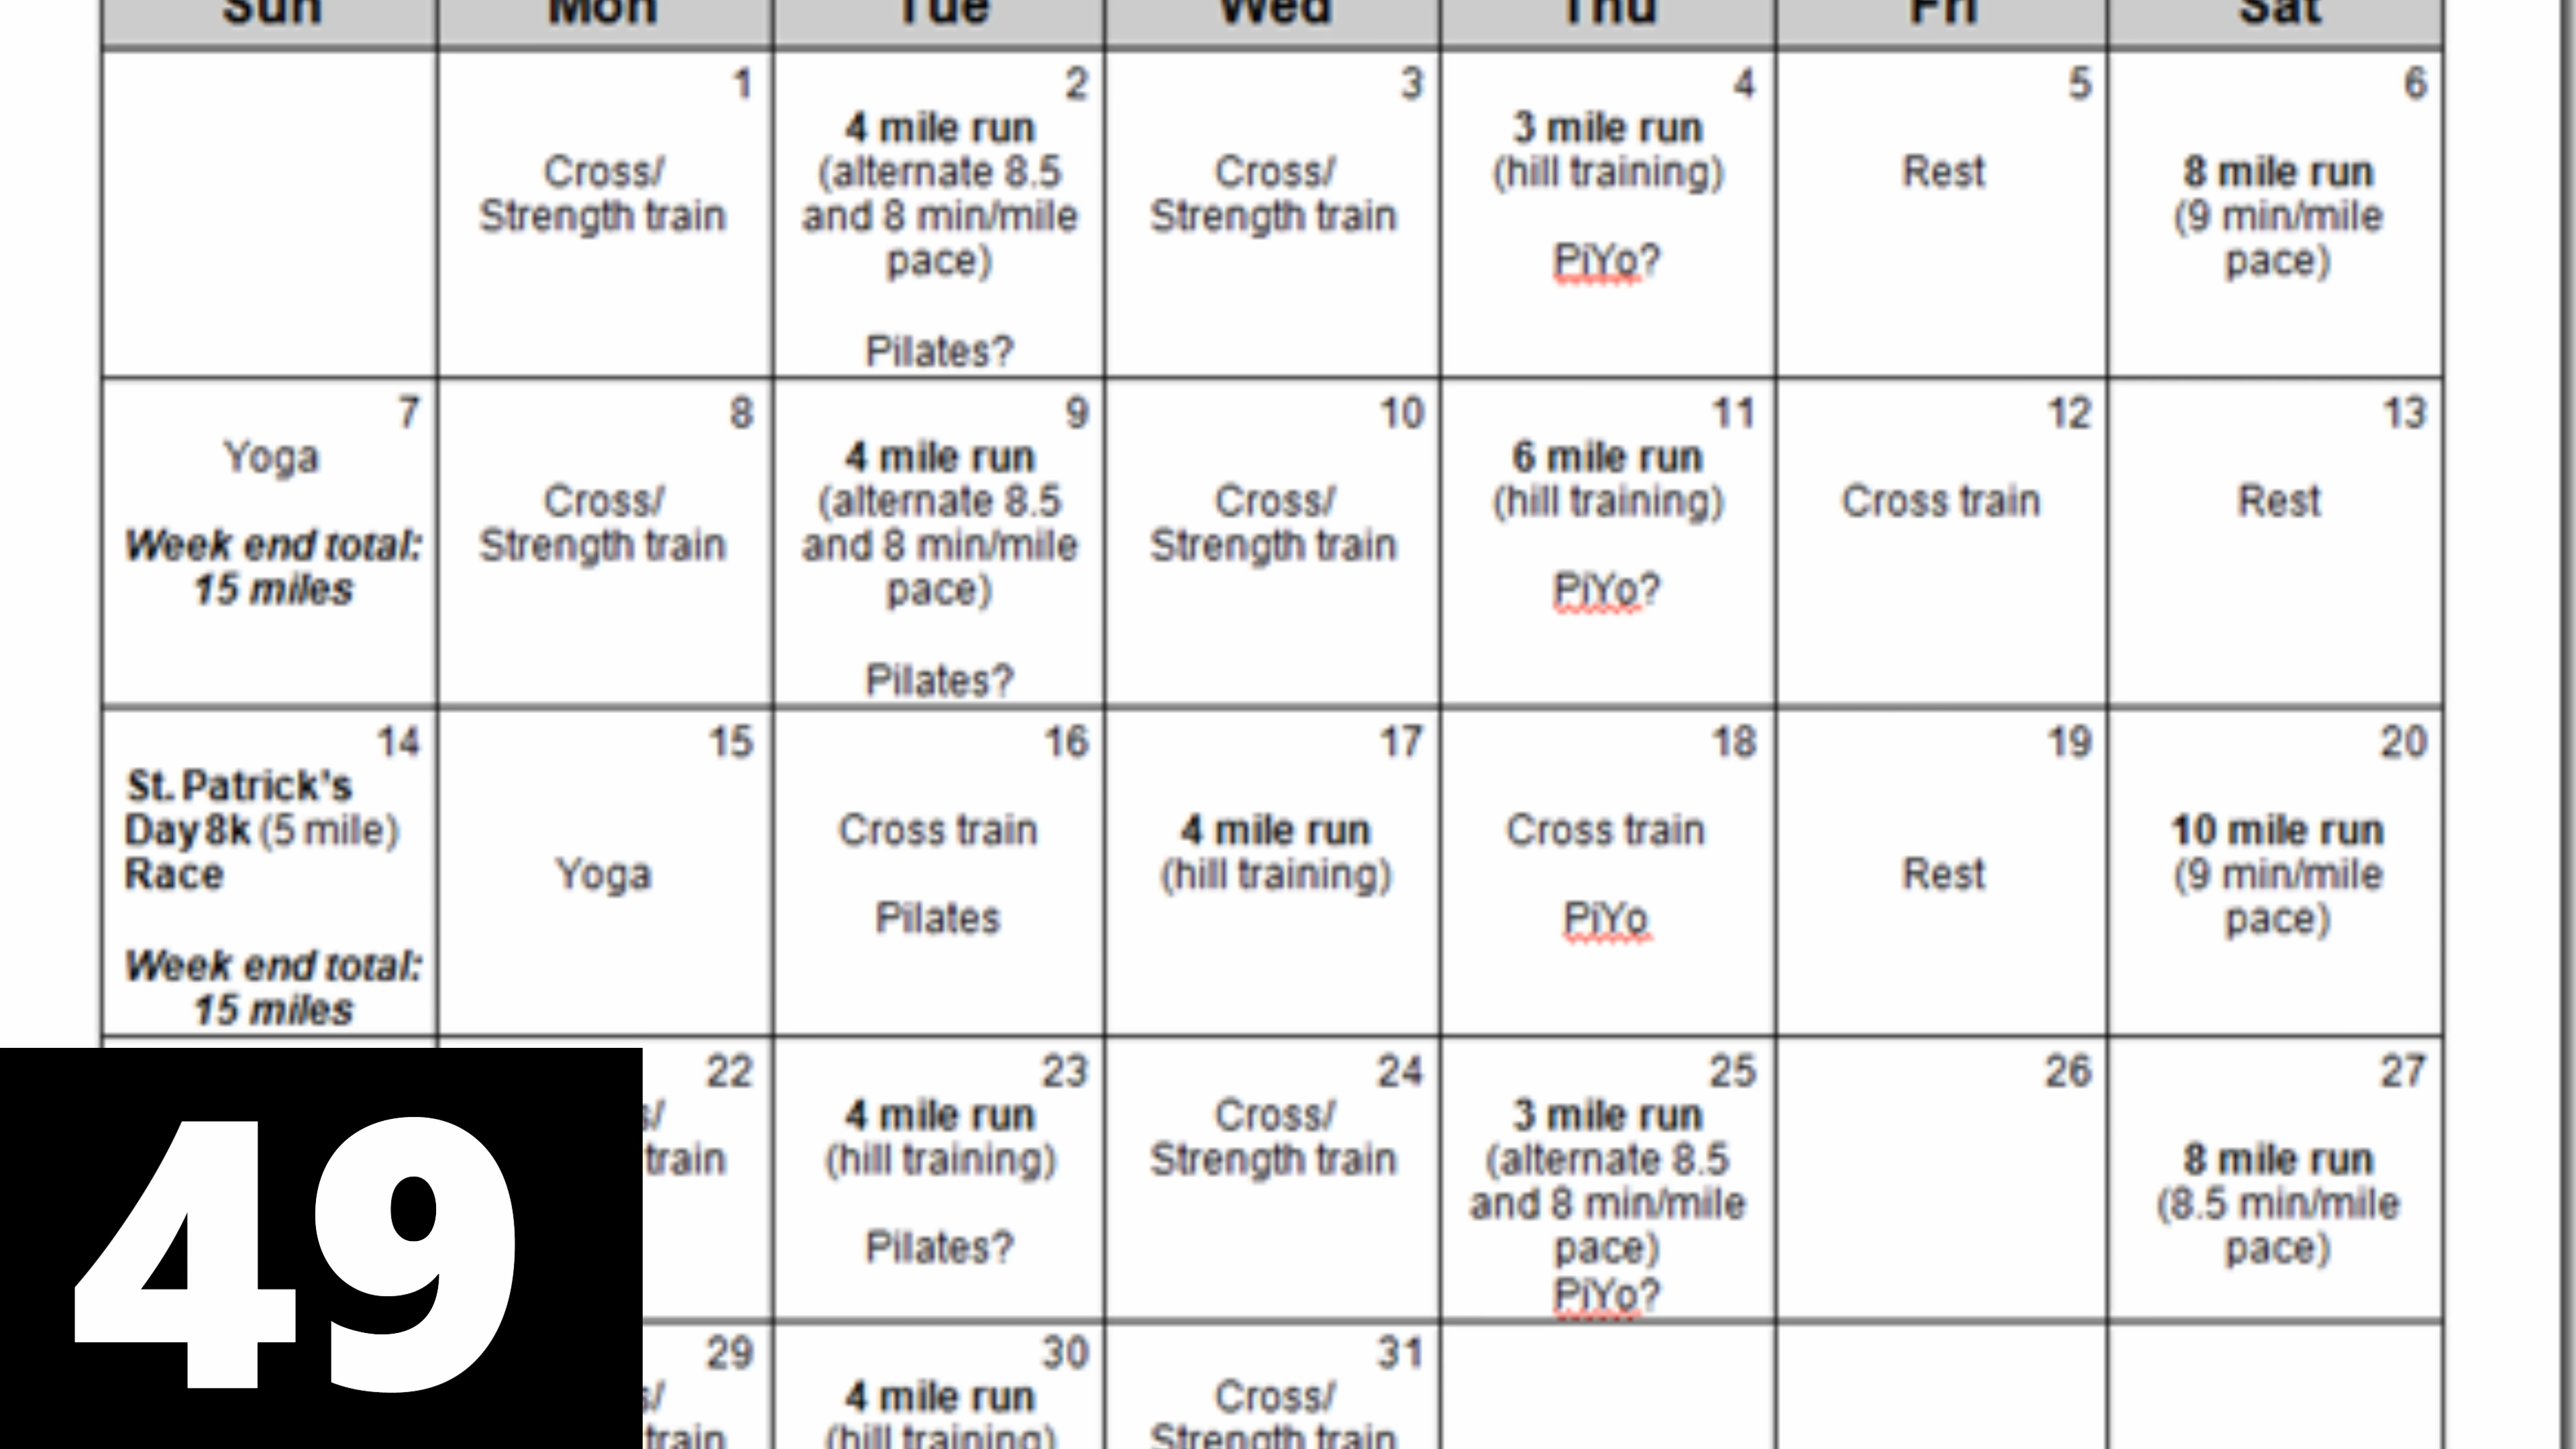 Sun Mon Tue Wed Thu Fri Sat
1
Cross/
Strength train
2
4 mile run
(alternate 8.5
and 8 min/mile
pace)
Pilates?
3
Cross/
Strength train
4
3 mile run
(hill training)
PiYo?
5
Rest
6
8 mile run
(9 min/mile
pace)
7
Yoga
Week end total:
15 miles
8
Cross/
Strength train
9
4 mile run
(alternate 8.5
and 8 min/mile
pace)
Pilates?
10
Cross/
Strength train
11
6 mile run
(hill training)
PiYo?
12
Cross train
13
Rest
14
St. Patrick's
Day 8k (5 mile)
Race
Week end total:
15 miles
15
Yoga
16
Cross train
Pilates
17
4 mile run
(hill training)
18
Cross train
PiYo
19
Rest
20
10 mile run
(9 min/mile
pace)
22
s/
train
23
4 mile run
(hill training)
Pilates?
24
Cross/
Strength train
25
3 mile run
(alternate 8.5
and 8 min/mile
pace)
PiYo?
26
27
8 mile run
(8.5 min/mile
pace)
29
s/
train
30
4 mile run
(hill training)
31
Cross/
Strength train
49